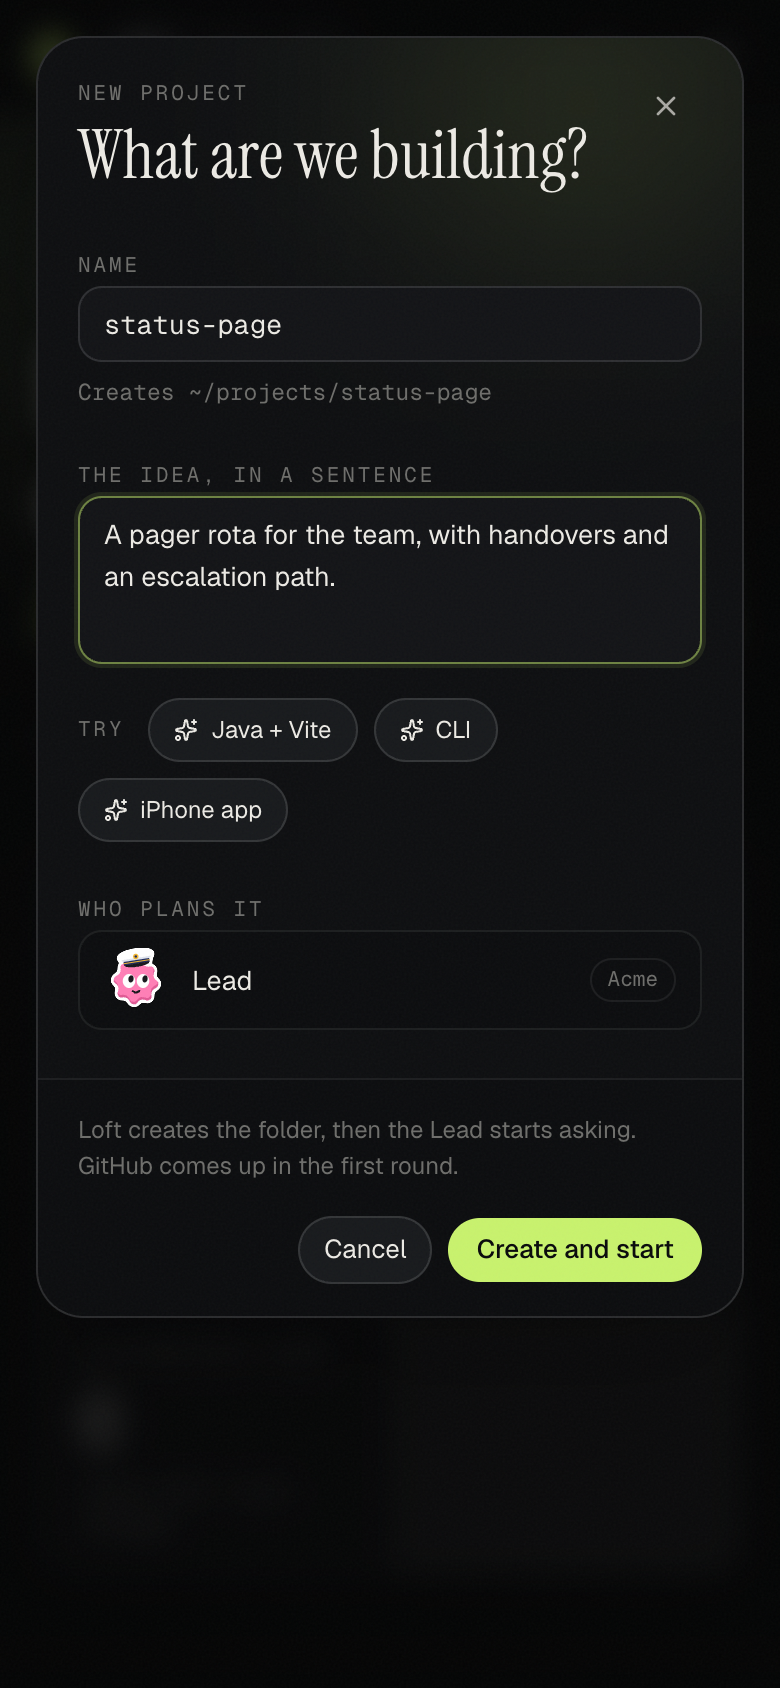 NEW PROJECT
What are we building?
NAME
status-page
Creates ~/projects/status-page
THE IDEA, IN A SENTENCE
A pager rota for the team, with handovers and
an escalation path.
TRY
Java + Vite
CLI
iPhone app
WHO PLANS IT
Lead
Acme
Loft creates the folder, then the Lead starts asking.
GitHub comes up in the first round.
Cancel
Create and start